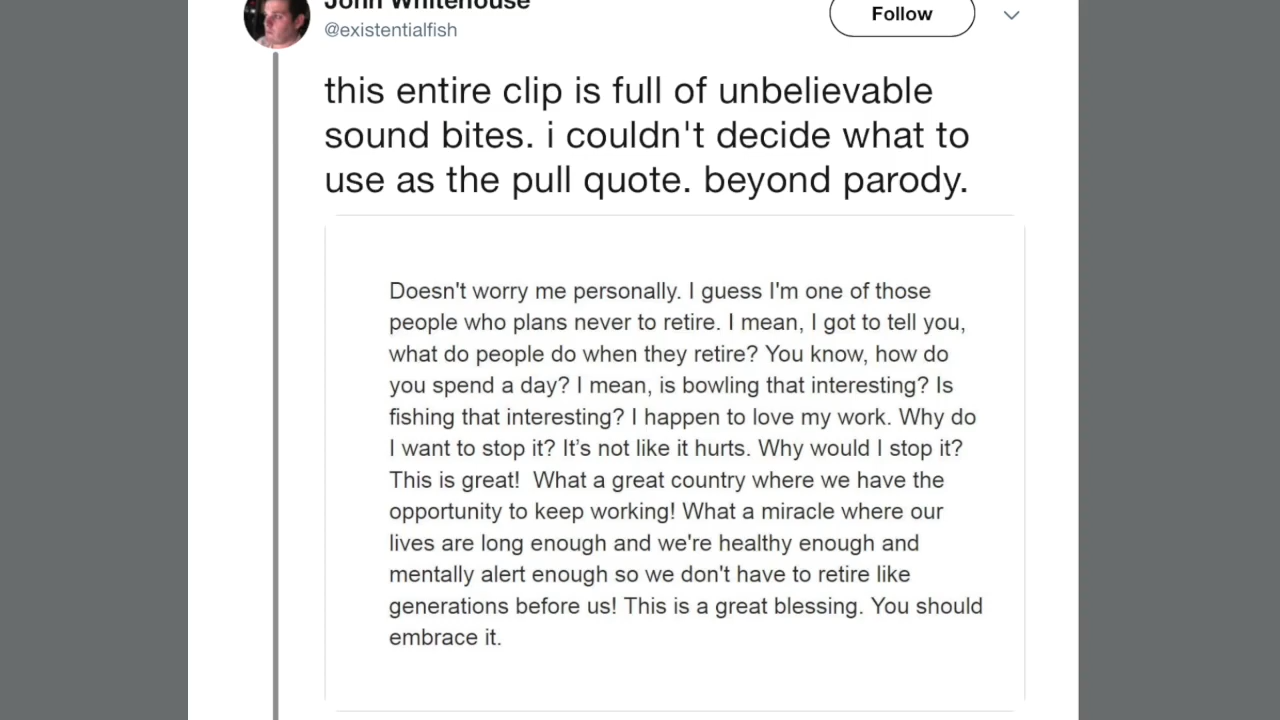 John Whitehouse
@existentialfish
Follow
this entire clip is full of unbelievable
sound bites. i couldn't decide what to
use as the pull quote. beyond parody.
Doesn't worry me personally. I guess I'm one of those
people who plans never to retire. I mean, I got to tell you,
what do people do when they retire? You know, how do
you spend a day? I mean, is bowling that interesting? Is
fishing that interesting? I happen to love my work. Why do
I want to stop it? It’s not like it hurts. Why would I stop it?
This is great!  What a great country where we have the
opportunity to keep working! What a miracle where our
lives are long enough and we're healthy enough and
mentally alert enough so we don't have to retire like
generations before us! This is a great blessing. You should
embrace it.